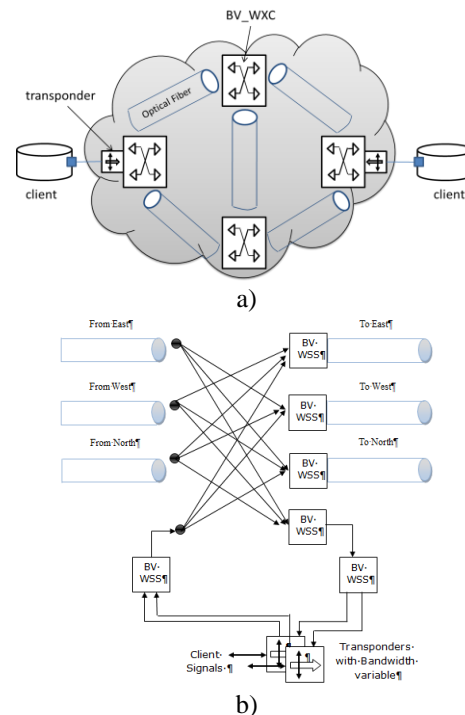 BV_WXC
transponder
Optical Fiber
client
client
a)
From·East¶
To·East¶
BV·
WSS¶
From·West¶
To·West¶
BV·
WSS¶
From·North¶
To·North¶
BV·
WSS¶
BV·
WSS¶
BV·
WSS¶
BV·
WSS¶
Client·
Signals·¶
¶
¶
Transponders·
with·Bandwidth·
variable¶
b)